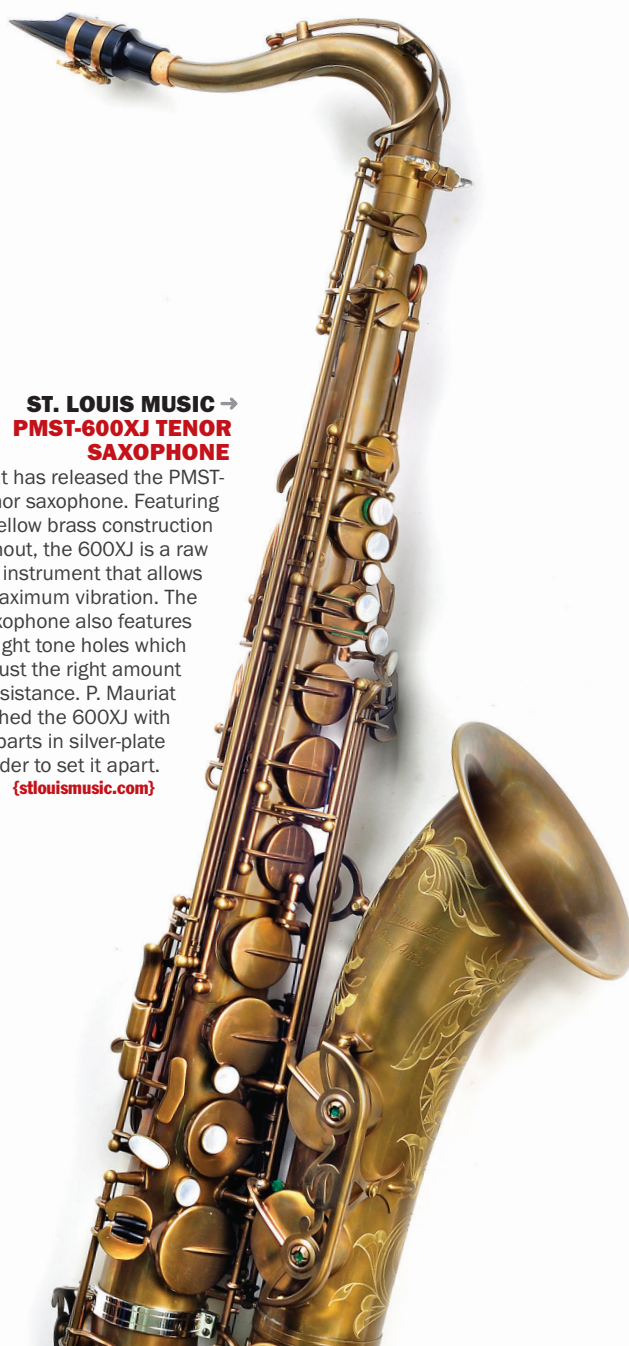 ST. LOUIS MUSIC →
PMST-600XJ TENOR
SAXOPHONE
t has released the PMST-
nor saxophone. Featuring
ellow brass construction
hout, the 600XJ is a raw
instrument that allows
aximum vibration. The
xophone also features
ght tone holes which
ust the right amount
sistance. P. Mauriat
hed the 600XJ with
parts in silver-plate
der to set it apart.
{stlouismusic.com}